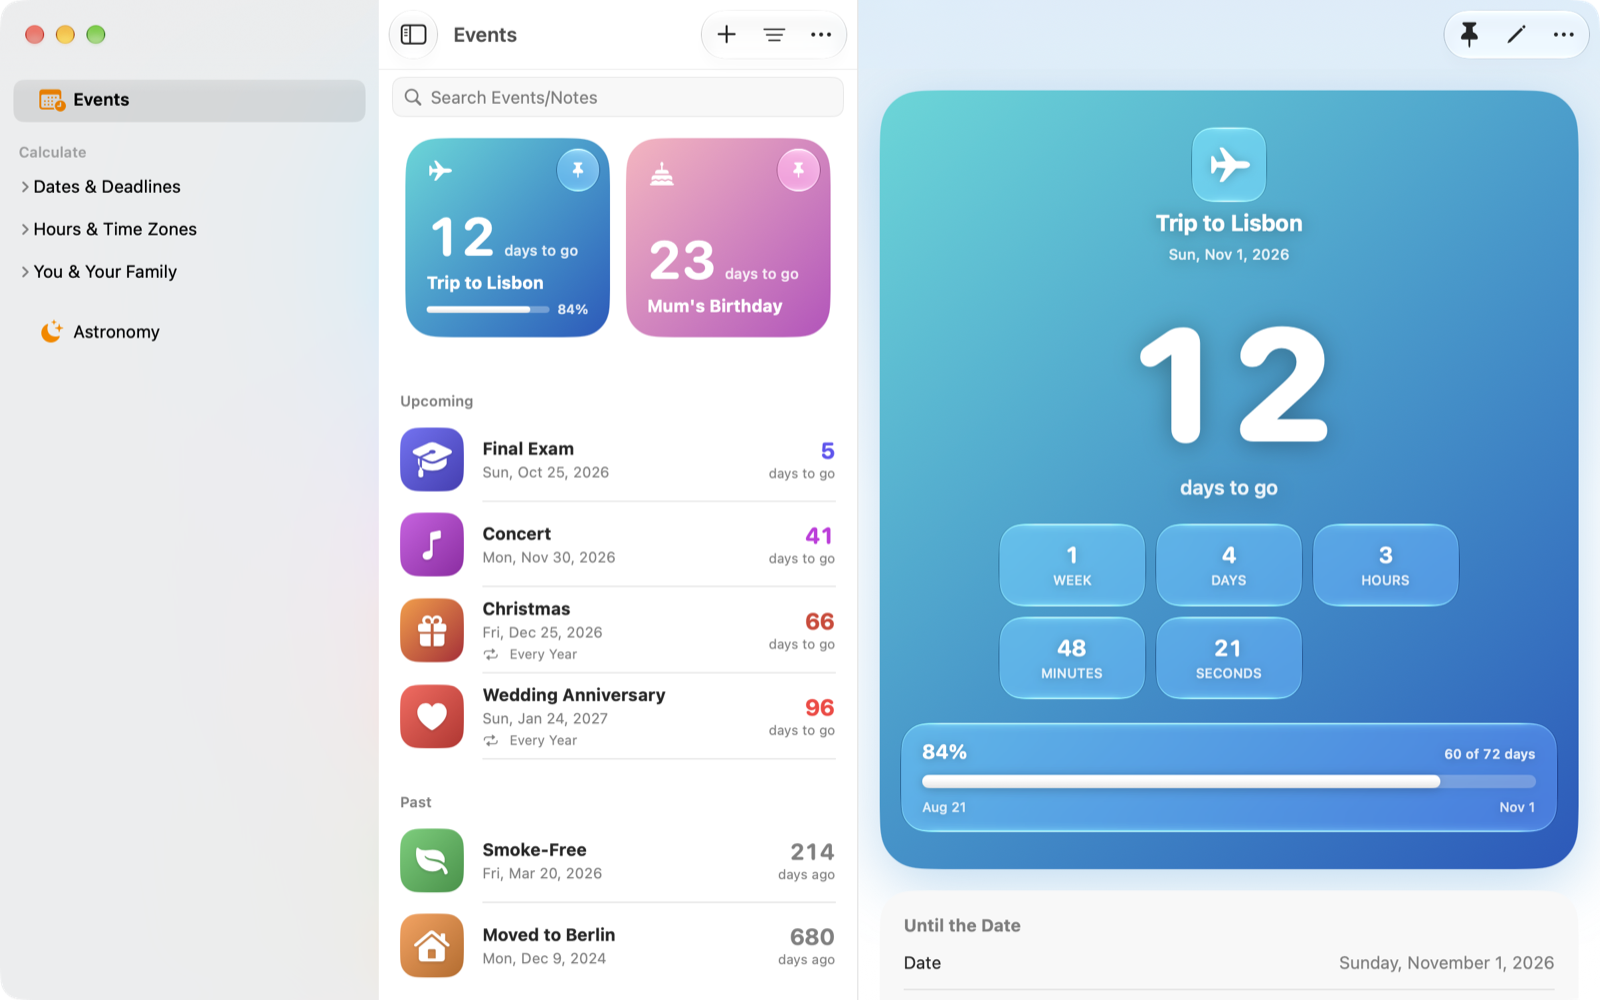 Events
Calculate
Dates & Deadlines
Hours & Time Zones
You & Your Family
Astronomy
Events
Search Events/Notes
12 days to go
Trip to Lisbon
84%
23 days to go
Mum's Birthday
Upcoming
Final Exam
Sun, Oct 25, 2026
5
days to go
Concert
Mon, Nov 30, 2026
41
days to go
Christmas
Fri, Dec 25, 2026
Every Year
66
days to go
Wedding Anniversary
Sun, Jan 24, 2027
Every Year
96
days to go
Past
Smoke-Free
Fri, Mar 20, 2026
214
days ago
Moved to Berlin
Mon, Dec 9, 2024
680
days ago
Trip to Lisbon
Sun, Nov 1, 2026
12
days to go
1
WEEK
4
DAYS
3
HOURS
48
MINUTES
21
SECONDS
84%
60 of 72 days
Aug 21
Nov 1
Until the Date
Date
Sunday, November 1, 2026